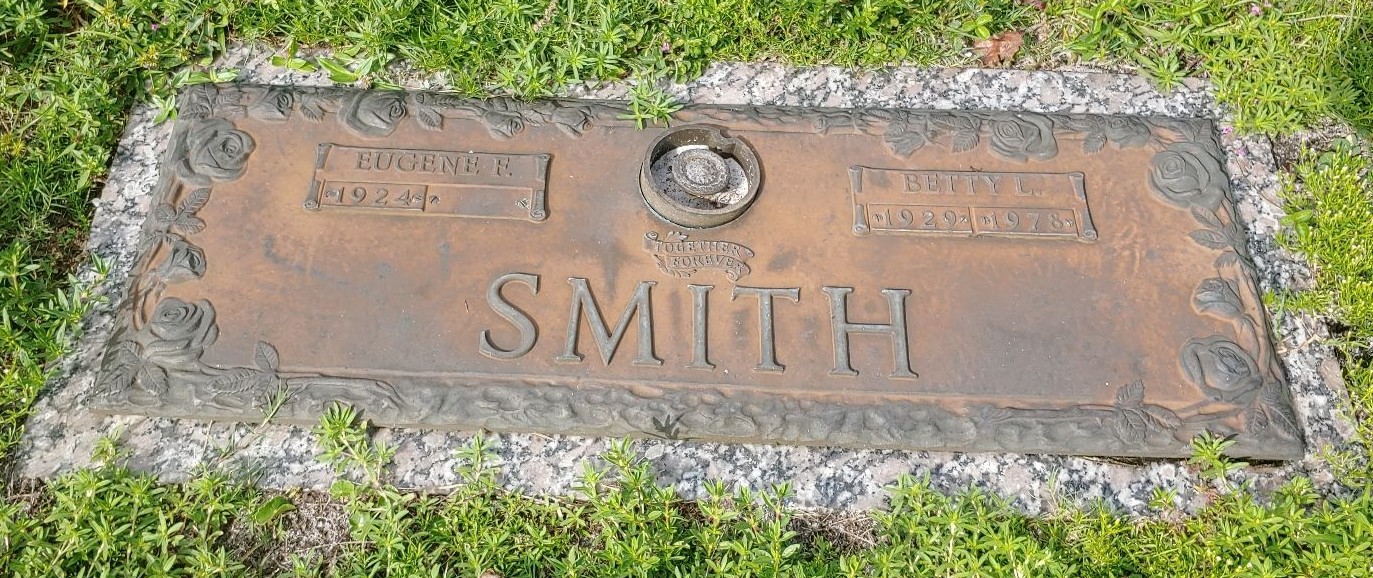 EUGENE F.
1924
BETTY L.
1929 1978
TOGETHER
FOREVER
SMITH